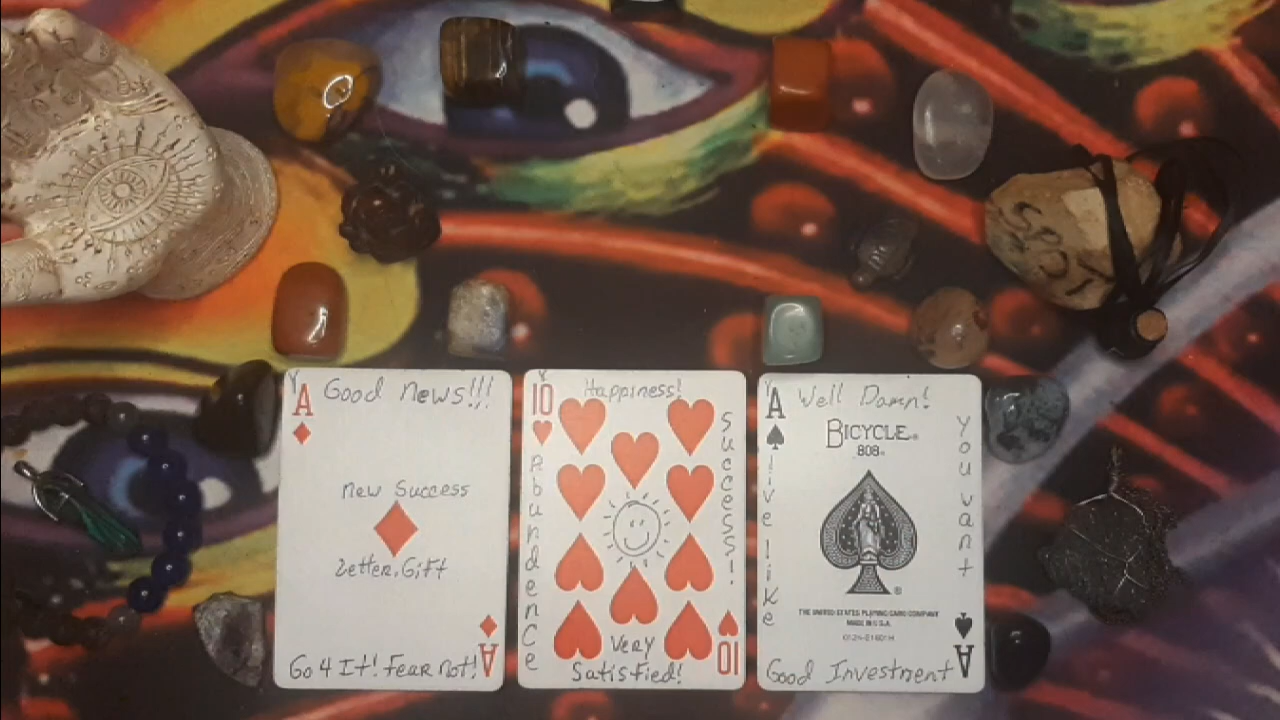 A
Good News!!!
New Success
Letter, Gift
Go 4 It! Fear not!
A
10
Happiness!
Abundence
Success!
Very
Satisfied!
10
A
Well Damn!
BICYCLE®
808®
live like
you want
®
THE UNITED STATES PLAYING CARD COMPANY
MADE IN U.S.A.
Good Investment
A